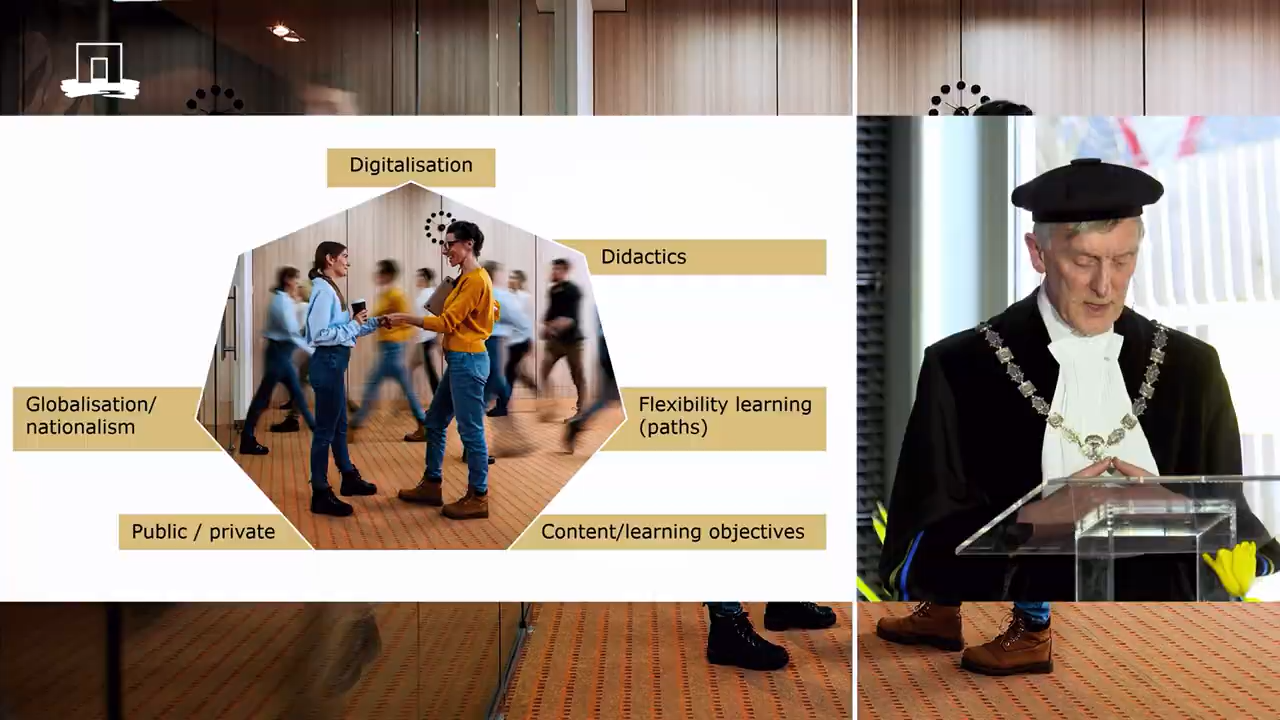 Digitalisation
Didactics
Globalisation/
nationalism
Flexibility learning
(paths)
Public / private
Content/learning objectives